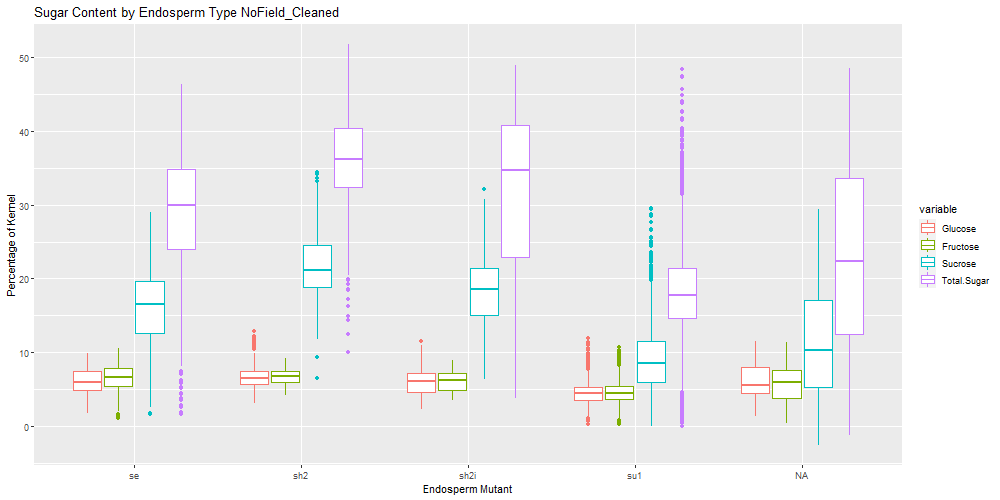 Sugar Content by Endosperm Type NoField_Cleaned
Percentage of Kernel
50
40
30
20
10
0
se
sh2
sh2i
su1
NA
Endosperm Mutant
variable
Glucose
Fructose
Sucrose
Total.Sugar